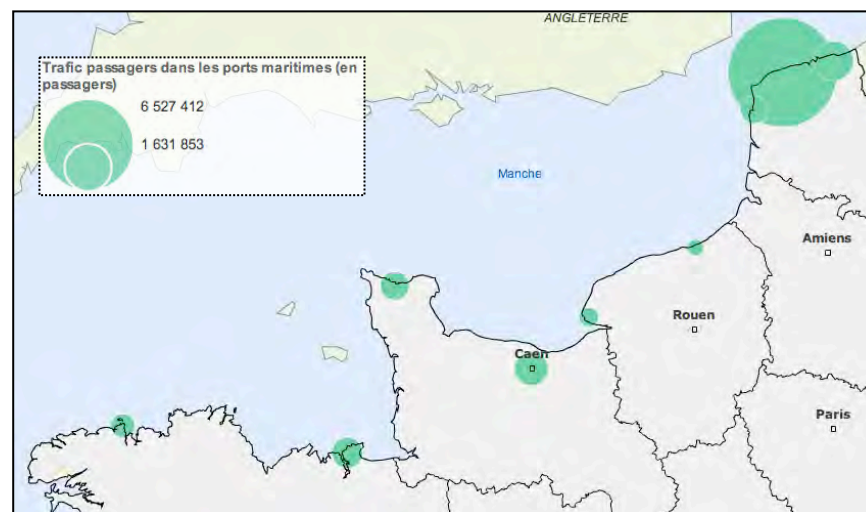 ANGLETERRE
Trafic passagers dans les ports maritimes (en
passagers)
6 527 412
1 631 853
Manche
Amiens
Rouen
Caen
Paris